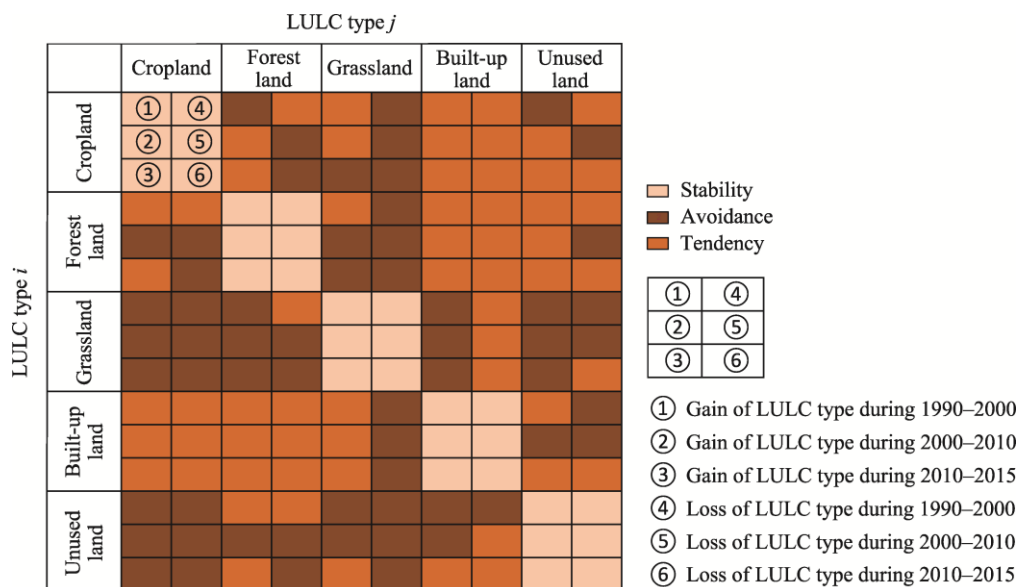 LULC type j
Cropland
Forest
land
Grassland
Built-up
land
Unused
land
LULC type i
Cropland
① ④
② ⑤
③ ⑥
Forest
land
Grassland
Built-up
land
Unused
land
Stability
Avoidance
Tendency
① ④
② ⑤
③ ⑥
① Gain of LULC type during 1990–2000
② Gain of LULC type during 2000–2010
③ Gain of LULC type during 2010–2015
④ Loss of LULC type during 1990–2000
⑤ Loss of LULC type during 2000–2010
⑥ Loss of LULC type during 2010–2015